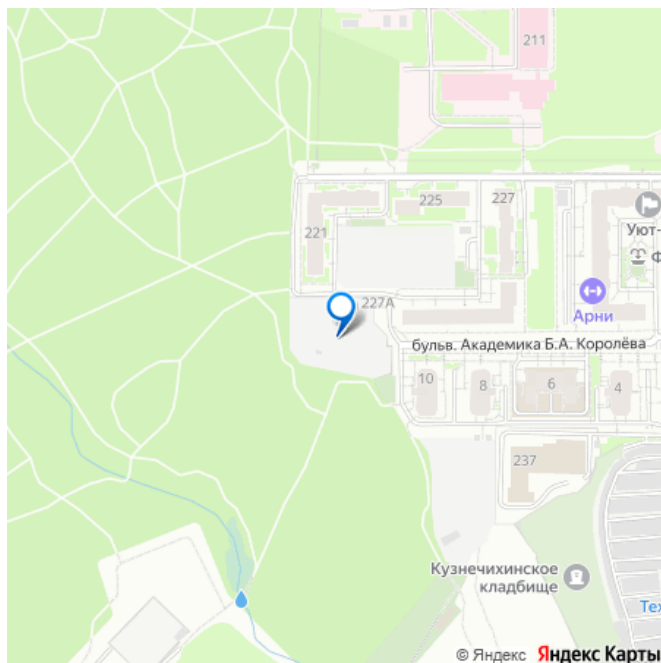 211
225
227
221
Уют-
Ф
227А
Арни
бульв. Академика Б.А. Королёва
10
8
6
4
237
Кузнечихинское
кладбище
Тех
© Яндекс Яндекс Карты